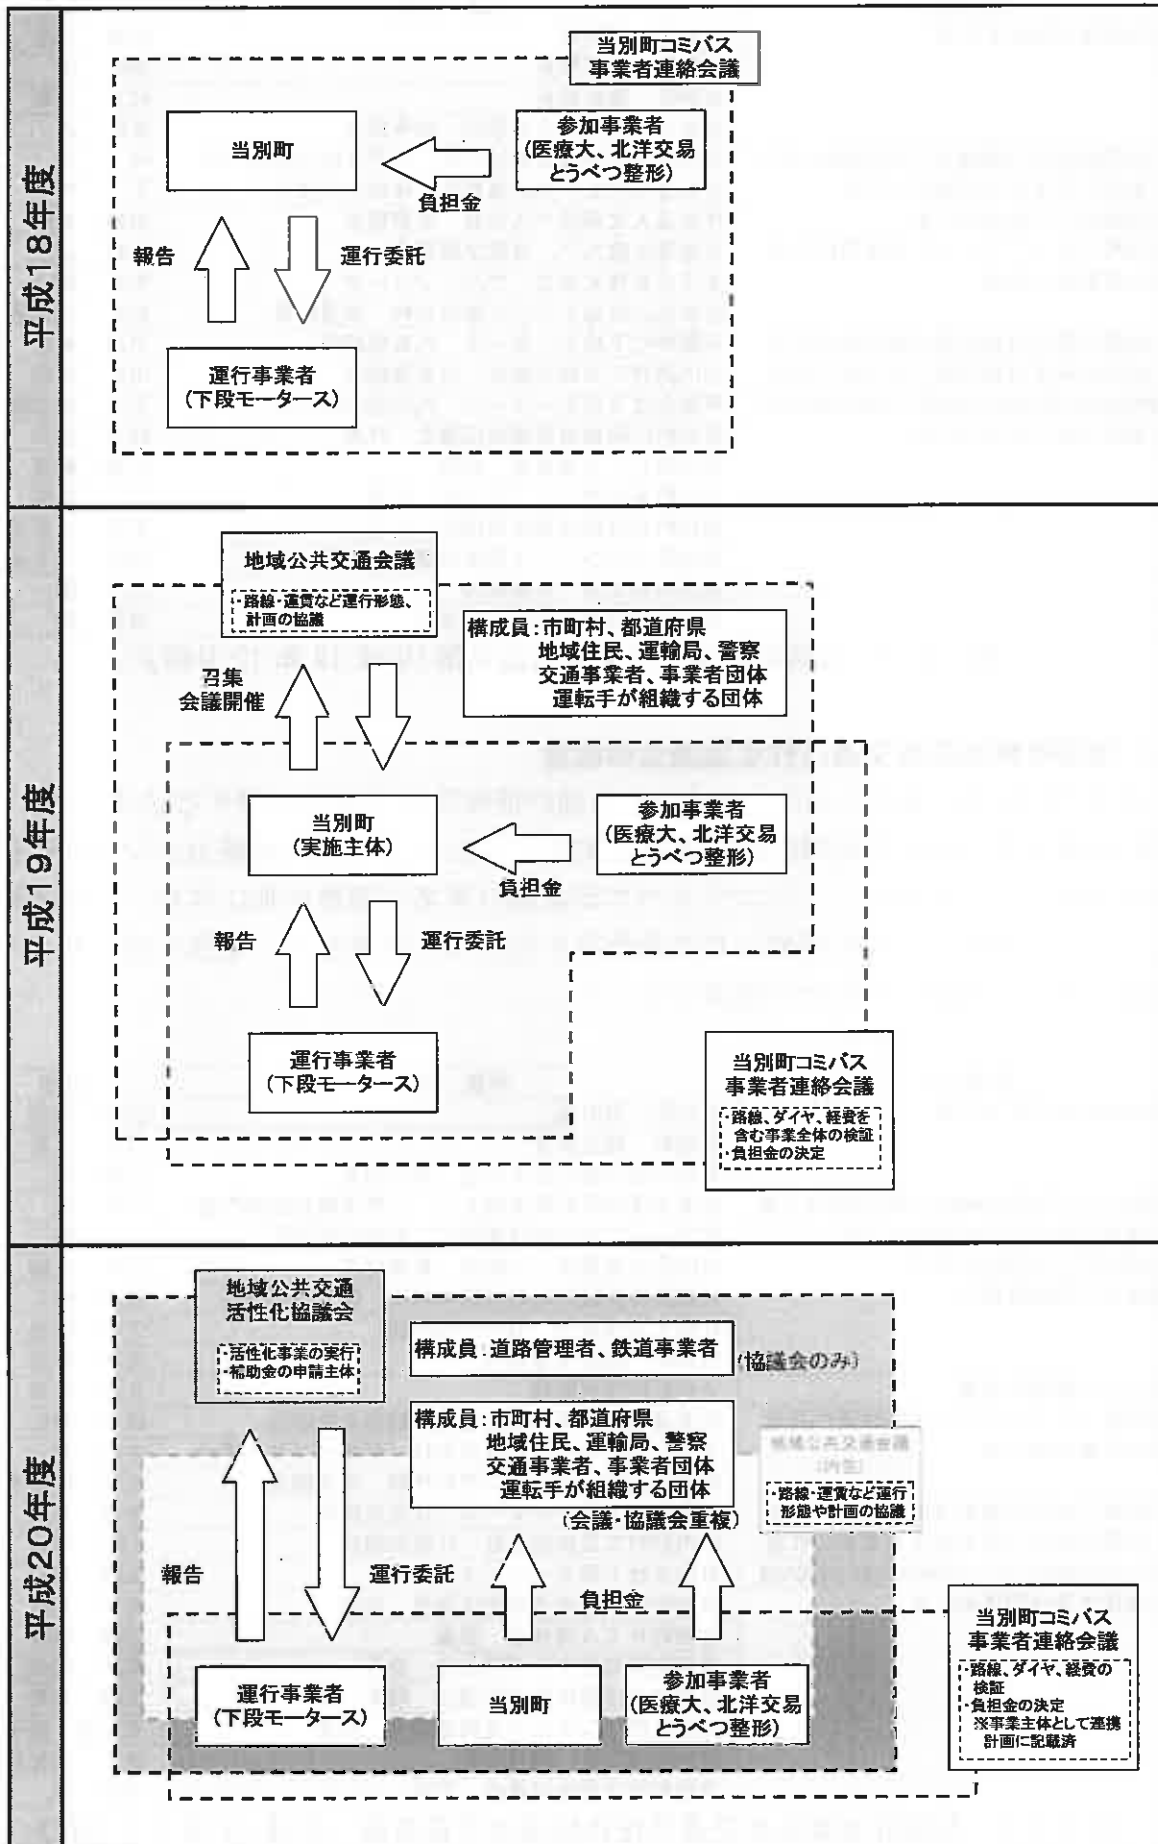 平成18年度
当別町コミバス
事業者連絡会議
当別町
参加事業者
(医療大、北洋交易
とうべつ整形)
負担金
報告
運行委託
運行事業者
(下段モータース)
平成19年度
地域公共交通会議
・路線・運賃など運行形態、
計画の協議
構成員:市町村、都道府県
地域住民、運輸局、警察
交通事業者、事業者団体
運転手が組織する団体
召集
会議開催
当別町
(実施主体)
参加事業者
(医療大、北洋交易
とうべつ整形)
負担金
報告
運行委託
運行事業者
(下段モータース)
当別町コミバス
事業者連絡会議
・路線、ダイヤ、経費を
含む事業全体の検証
・負担金の決定
平成20年度
地域公共交通
活性化協議会
・活性化事業の実行
・補助金の申請主体
構成員:道路管理者、鉄道事業者
(協議会のみ)
構成員:市町村、都道府県
地域住民、運輸局、警察
交通事業者、事業者団体
運転手が組織する団体
(会議・協議会重複)
地域公共交通会議
・路線・運賃など運行
形態や計画の協議
報告
運行委託
負担金
運行事業者
(下段モータース)
当別町
参加事業者
(医療大、北洋交易
とうべつ整形)
当別町コミバス
事業者連絡会議
・路線、ダイヤ、経費の
検証
・負担金の決定
※事業主体として連携
計画に記載済